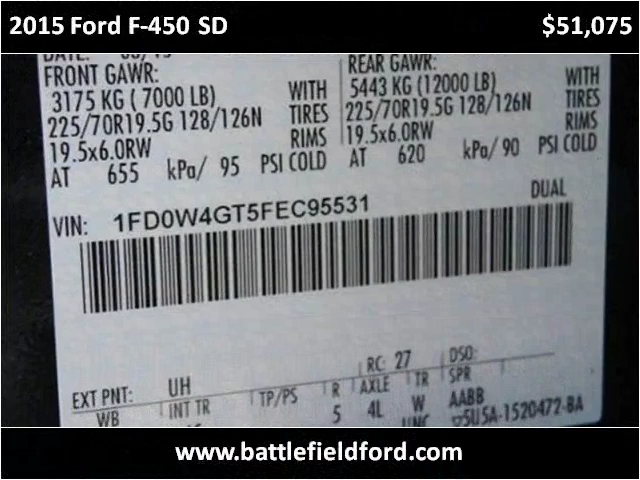 2015 Ford F-450 SD $51,075
FRONT GAWR: REAR GAWR:
3175 KG ( 7000 LB) WITH 5443 KG (12000 LB) WITH
225/70R19.5G 128/126N TIRES 225/70R19.5G 128/126N TIRES
19.5x6.0RW RIMS 19.5x6.0RW RIMS
AT 655 kPa/ 95 PSI COLD AT 620 kPa/ 90 PSI COLD
DUAL
VIN: 1FD0W4GT5FEC95531
RC: 27 DSO:
EXT PNT: UH
WB INT TR TP/PS R AXLE TR SPR
5 4L W AABB
5U5A-1520472-BA
www.battlefieldford.com